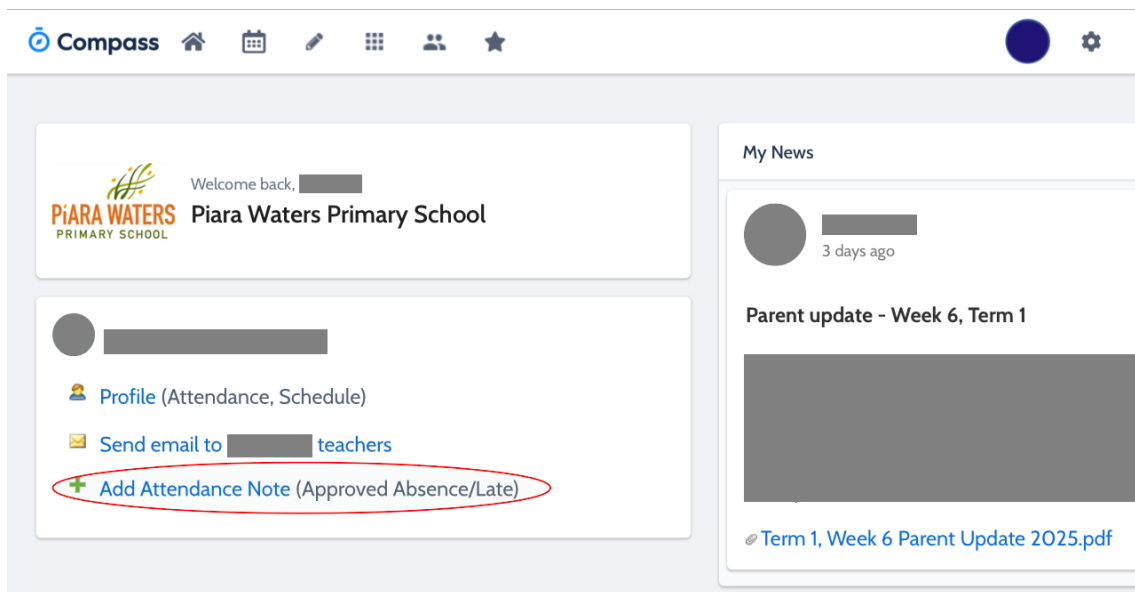 Compass
Welcome back,
PiARA WATERS
PRIMARY SCHOOL
Piara Waters Primary School
Profile (Attendance, Schedule)
Send email to teachers
Add Attendance Note (Approved Absence/Late)
My News
3 days ago
Parent update - Week 6, Term 1
Term 1, Week 6 Parent Update 2025.pdf